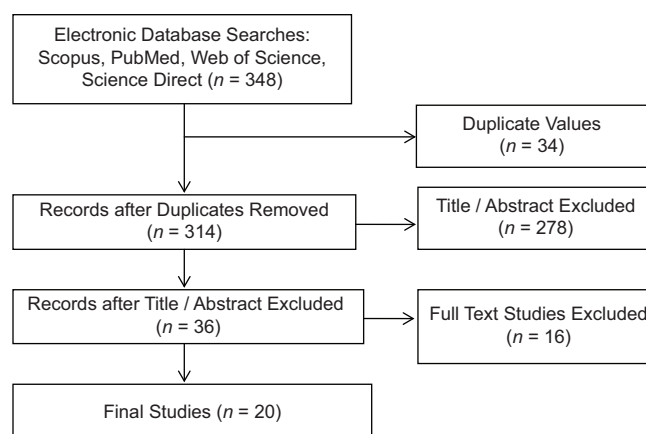 Electronic Database Searches:
Scopus, PubMed, Web of Science,
Science Direct (n = 348)
Duplicate Values
(n = 34)
Records after Duplicates Removed
(n = 314)
Title / Abstract Excluded
(n = 278)
Records after Title / Abstract Excluded
(n = 36)
Full Text Studies Excluded
(n = 16)
Final Studies (n = 20)